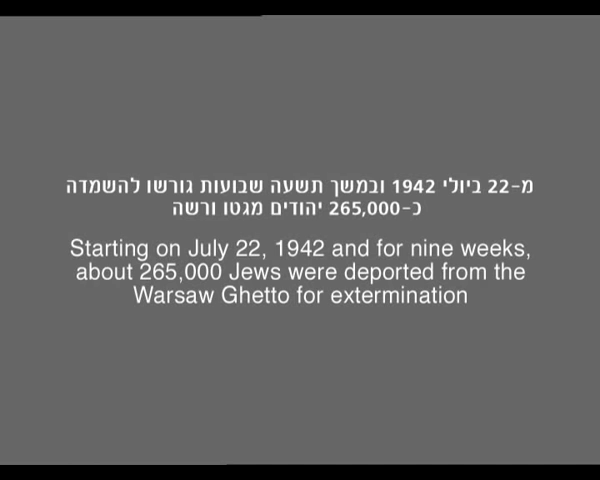 מ-22 ביולי 1942 ובמשך תשעה שבועות גורשו להשמדה
כ-265,000 יהודים מגטו ורשה
Starting on July 22, 1942 and for nine weeks,
about 265,000 Jews were deported from the
Warsaw Ghetto for extermination